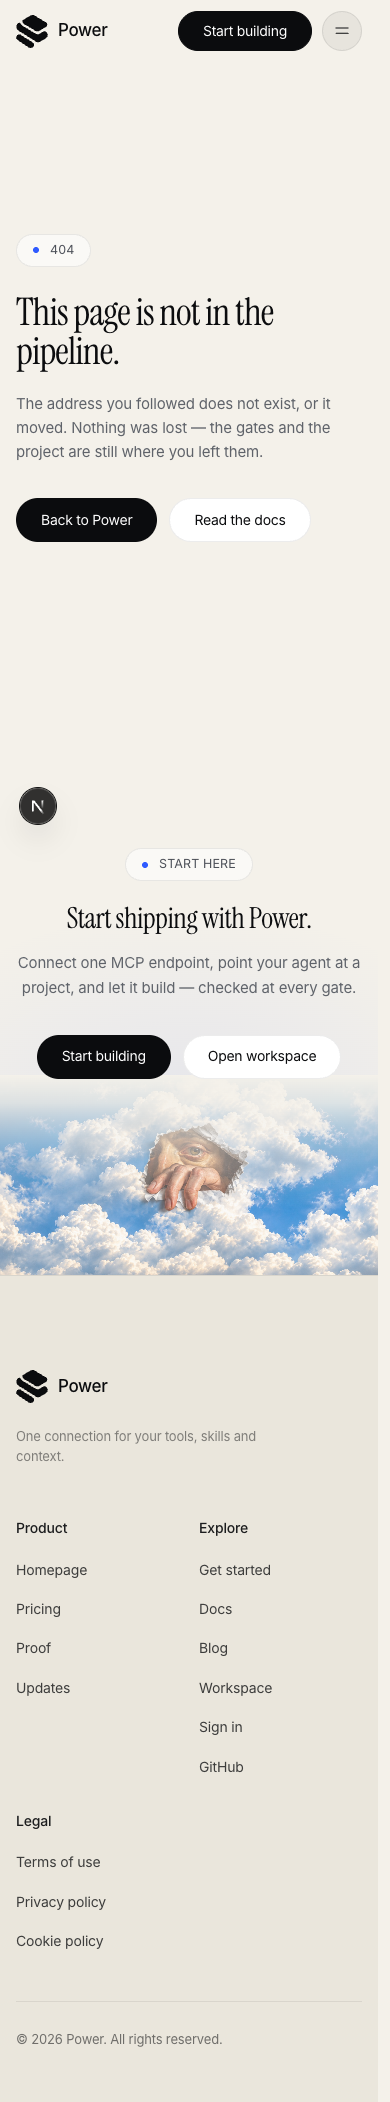 Power
Start building
404
This page is not in the
pipeline.
The address you followed does not exist, or it
moved. Nothing was lost — the gates and the
project are still where you left them.
Back to Power
Read the docs
N
START HERE
Start shipping with Power.
Connect one MCP endpoint, point your agent at a
project, and let it build — checked at every gate.
Start building
Open workspace
Power
One connection for your tools, skills and
context.
Product
Homepage
Pricing
Proof
Updates
Explore
Get started
Docs
Blog
Workspace
Sign in
GitHub
Legal
Terms of use
Privacy policy
Cookie policy
© 2026 Power. All rights reserved.